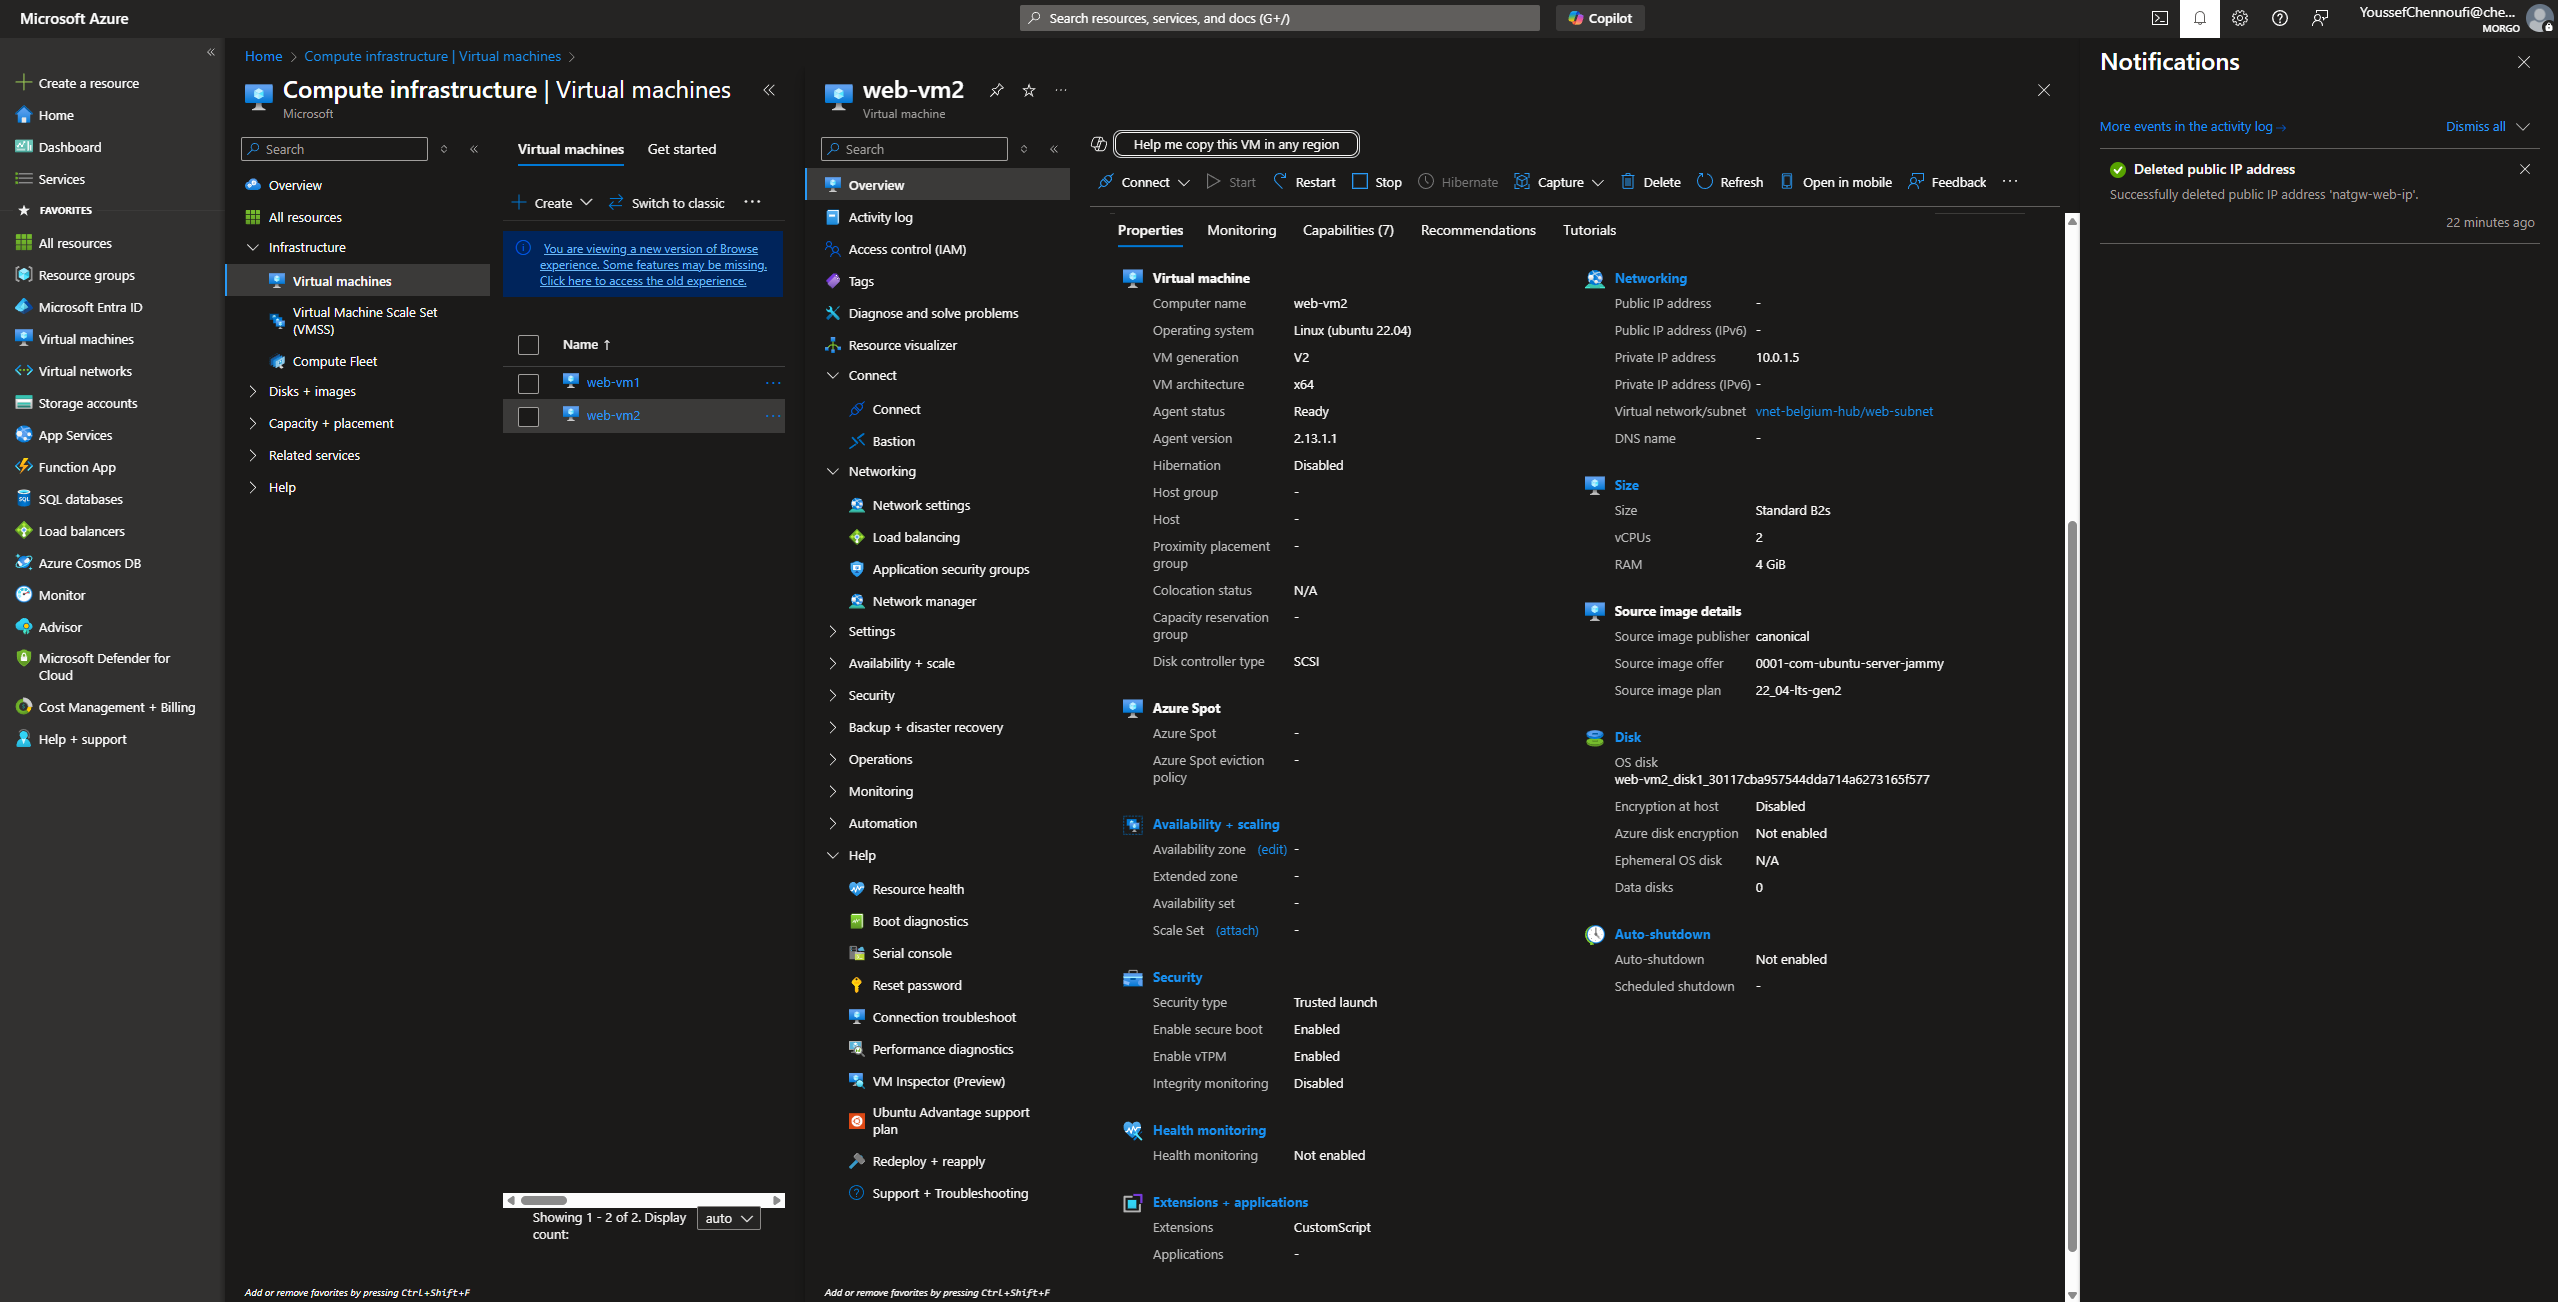 Microsoft Azure
Search resources, services, and docs (G+/)
Copilot
YoussefChennoufi@che...
MORGO
Create a resource
Home
Dashboard
Services
FAVORITES
All resources
Resource groups
Microsoft Entra ID
Virtual machines
Virtual networks
Storage accounts
App Services
Function App
SQL databases
Load balancers
Azure Cosmos DB
Monitor
Advisor
Microsoft Defender for
Cloud
Cost Management + Billing
Help + support
Home > Compute infrastructure | Virtual machines >
Compute infrastructure | Virtual machines
Microsoft
Search
Overview
All resources
Infrastructure
Virtual machines
Virtual Machine Scale Set
(VMSS)
Compute Fleet
Disks + images
Capacity + placement
Related services
Help
Add or remove favorites by pressing Ctrl+Shift+F
Virtual machines Get started
Create Switch to classic ...
You are viewing a new version of Browse
experience. Some features may be missing.
Click here to access the old experience.
Name ↑
web-vm1 ...
web-vm2 ...
Showing 1 - 2 of 2. Display
count:
auto
web-vm2 ...
Virtual machine
Search
Overview
Activity log
Access control (IAM)
Tags
Diagnose and solve problems
Resource visualizer
Connect
Connect
Bastion
Networking
Network settings
Load balancing
Application security groups
Network manager
Settings
Availability + scale
Security
Backup + disaster recovery
Operations
Monitoring
Automation
Help
Resource health
Boot diagnostics
Serial console
Reset password
Connection troubleshoot
Performance diagnostics
VM Inspector (Preview)
Ubuntu Advantage support
plan
Redeploy + reapply
Support + Troubleshooting
Add or remove favorites by pressing Ctrl+Shift+F
Help me copy this VM in any region
Connect Start Restart Stop Hibernate Capture Delete Refresh Open in mobile Feedback ...
Properties Monitoring Capabilities (7) Recommendations Tutorials
Virtual machine
Computer name web-vm2
Operating system Linux (ubuntu 22.04)
VM generation V2
VM architecture x64
Agent status Ready
Agent version 2.13.1.1
Hibernation Disabled
Host group -
Host -
Proximity placement -
group
Colocation status N/A
Capacity reservation -
group
Disk controller type SCSI
Azure Spot
Azure Spot -
Azure Spot eviction -
policy
Availability + scaling
Availability zone (edit) -
Extended zone -
Availability set -
Scale Set (attach) -
Security
Security type Trusted launch
Enable secure boot Enabled
Enable vTPM Enabled
Integrity monitoring Disabled
Health monitoring
Health monitoring Not enabled
Extensions + applications
Extensions CustomScript
Applications -
Networking
Public IP address -
Public IP address (IPv6) -
Private IP address 10.0.1.5
Private IP address (IPv6) -
Virtual network/subnet vnet-belgium-hub/web-subnet
DNS name -
Size
Size Standard B2s
vCPUs 2
RAM 4 GiB
Source image details
Source image publisher canonical
Source image offer 0001-com-ubuntu-server-jammy
Source image plan 22_04-lts-gen2
Disk
OS disk
web-vm2_disk1_30117cba957544dda714a6273165f577
Encryption at host Disabled
Azure disk encryption Not enabled
Ephemeral OS disk N/A
Data disks 0
Auto-shutdown
Auto-shutdown Not enabled
Scheduled shutdown -
Notifications
More events in the activity log → Dismiss all
Deleted public IP address
Successfully deleted public IP address 'natgw-web-ip'.
22 minutes ago